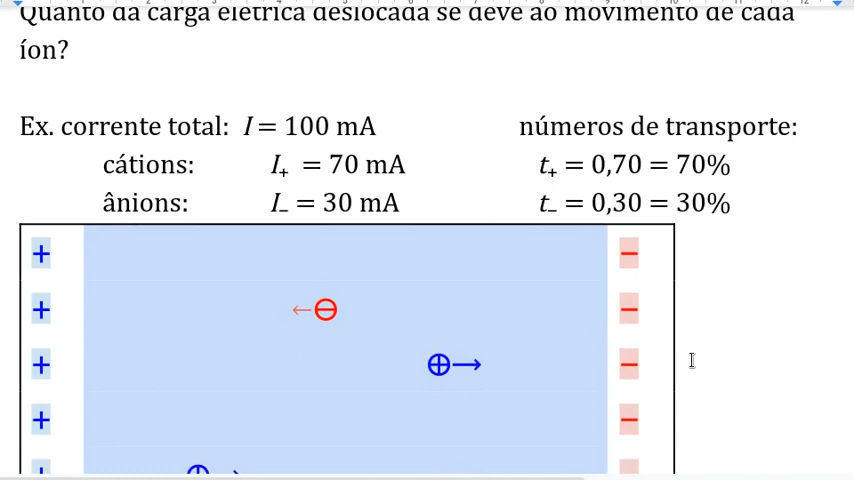 Quanto da carga elétrica deslocada se deve ao movimento de cada
íon?
Ex. corrente total: I = 100 mA números de transporte:
cátions: I₊ = 70 mA t₊ = 0,70 = 70%
ânions: I₋ = 30 mA t₋ = 0,30 = 30%
+ −
+ ←⊖ −
+ ⊕→ −
+ −
+